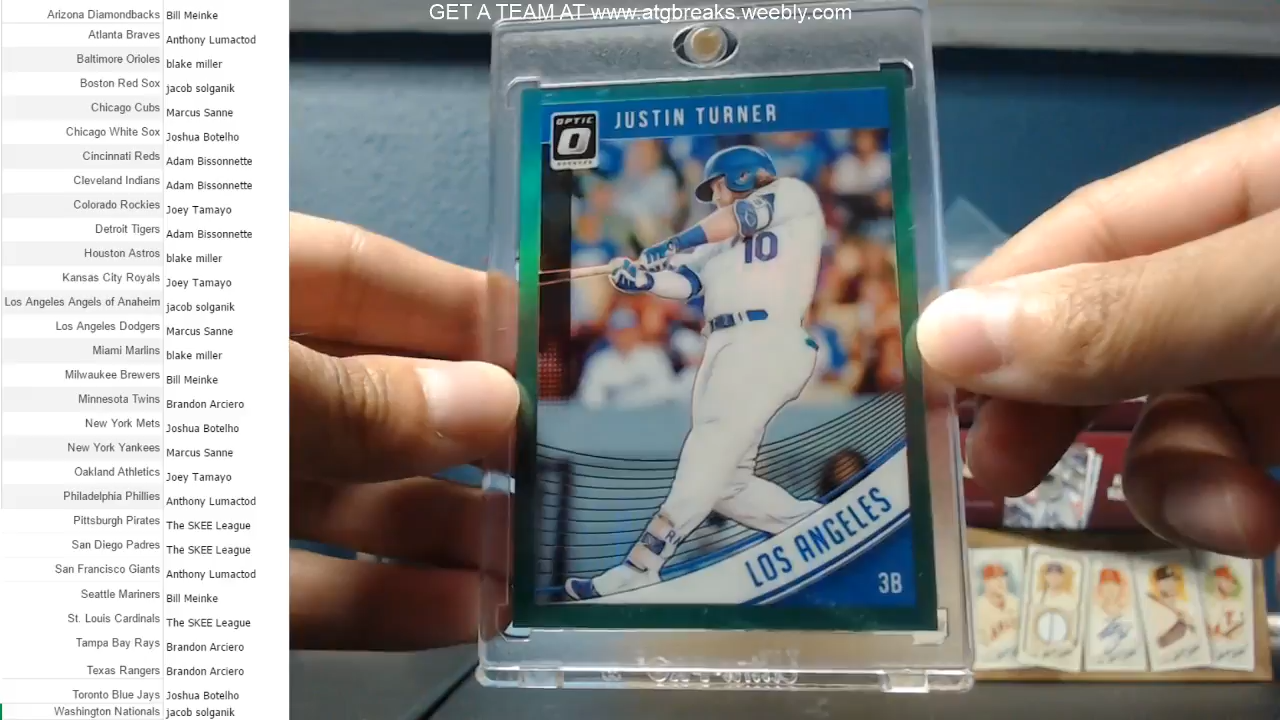 GET A TEAM AT www.atgbreaks.weebly.com
Arizona Diamondbacks Bill Meinke
Atlanta Braves Anthony Lumactod
Baltimore Orioles blake miller
Boston Red Sox jacob solganik
Chicago Cubs Marcus Sanne
Chicago White Sox Joshua Botelho
Cincinnati Reds Adam Bissonnette
Cleveland Indians Adam Bissonnette
Colorado Rockies Joey Tamayo
Detroit Tigers Adam Bissonnette
Houston Astros blake miller
Kansas City Royals Joey Tamayo
Los Angeles Angels of Anaheim jacob solganik
Los Angeles Dodgers Marcus Sanne
Miami Marlins blake miller
Milwaukee Brewers Bill Meinke
Minnesota Twins Brandon Arciero
New York Mets Joshua Botelho
New York Yankees Marcus Sanne
Oakland Athletics Joey Tamayo
Philadelphia Phillies Anthony Lumactod
Pittsburgh Pirates The SKEE League
San Diego Padres The SKEE League
San Francisco Giants Anthony Lumactod
Seattle Mariners Bill Meinke
St. Louis Cardinals The SKEE League
Tampa Bay Rays Brandon Arciero
Texas Rangers Brandon Arciero
Toronto Blue Jays Joshua Botelho
Washington Nationals jacob solganik
OPTIC
JUSTIN TURNER
10
LOS ANGELES
3B